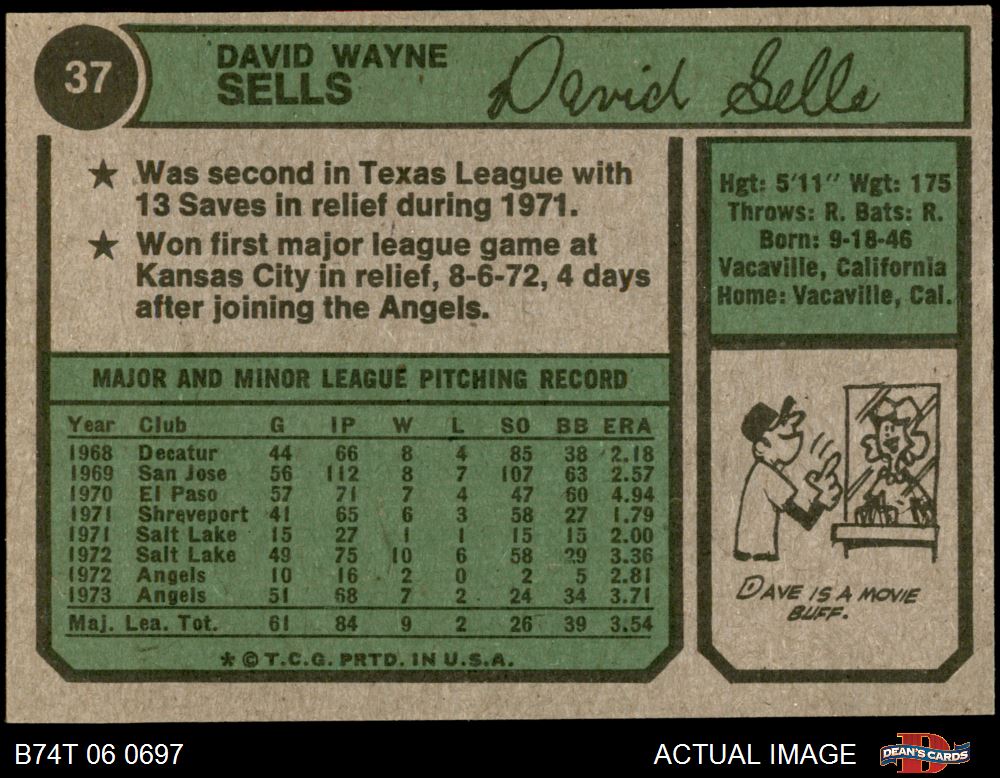 37
DAVID WAYNE
SELLS
David Sells
★ Was second in Texas League with
13 Saves in relief during 1971.
★ Won first major league game at
Kansas City in relief, 8-6-72, 4 days
after joining the Angels.
Hgt: 5'11" Wgt: 175
Throws: R. Bats: R.
Born: 9-18-46
Vacaville, California
Home: Vacaville, Cal.
MAJOR AND MINOR LEAGUE PITCHING RECORD
Year Club G IP W L SO BB ERA
1968 Decatur 44 66 8 4 85 38 2.18
1969 San Jose 56 112 8 7 107 63 2.57
1970 El Paso 57 71 7 4 47 60 4.94
1971 Shreveport 41 65 6 3 58 27 1.79
1971 Salt Lake 15 27 1 1 15 15 2.00
1972 Salt Lake 49 75 10 6 58 29 3.36
1972 Angels 10 16 2 0 2 5 2.81
1973 Angels 51 68 7 2 24 34 3.71
Maj. Lea. Tot. 61 84 9 2 26 39 3.54
* © T.C.G. PRTD. IN U.S.A.
DAVE IS A MOVIE
BUFF.
B74T 06 0697
ACTUAL IMAGE
DEAN'S CARDS